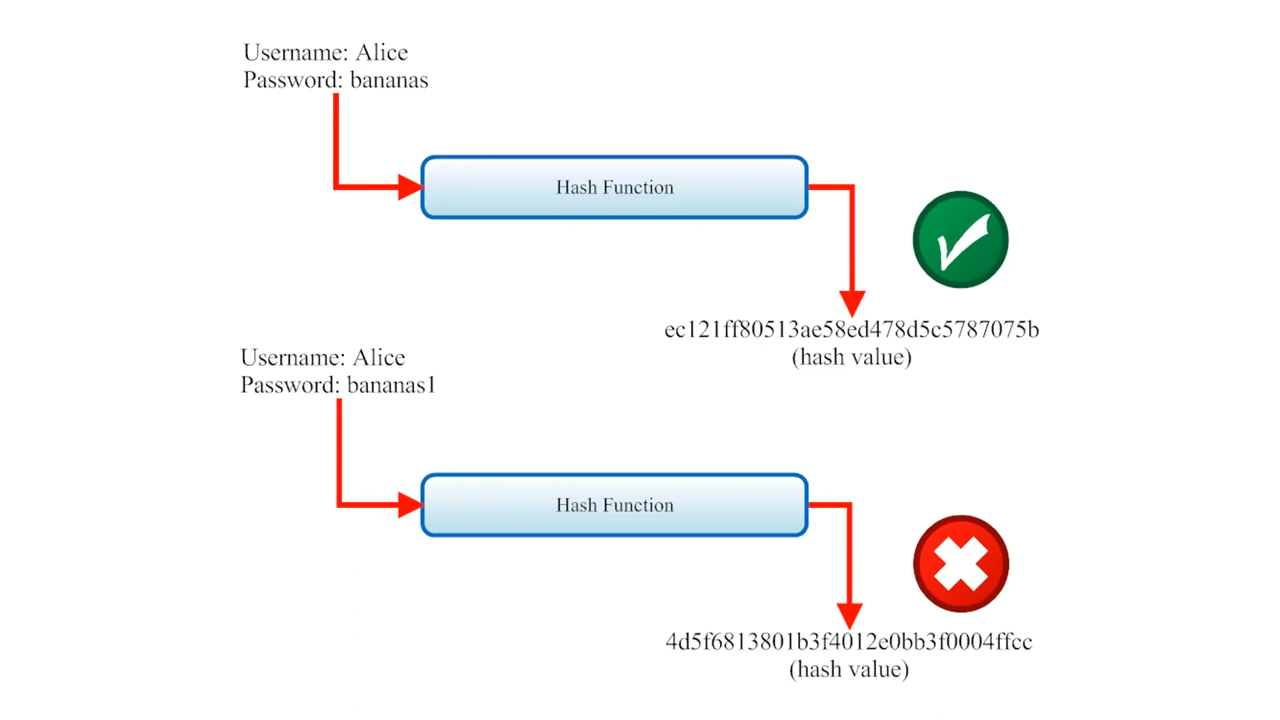 Username: Alice
Password: bananas
Hash Function
ec121ff80513ae58ed478d5c5787075b
(hash value)
Username: Alice
Password: bananas1
Hash Function
4d5f6813801b3f4012e0bb3f0004ffcc
(hash value)